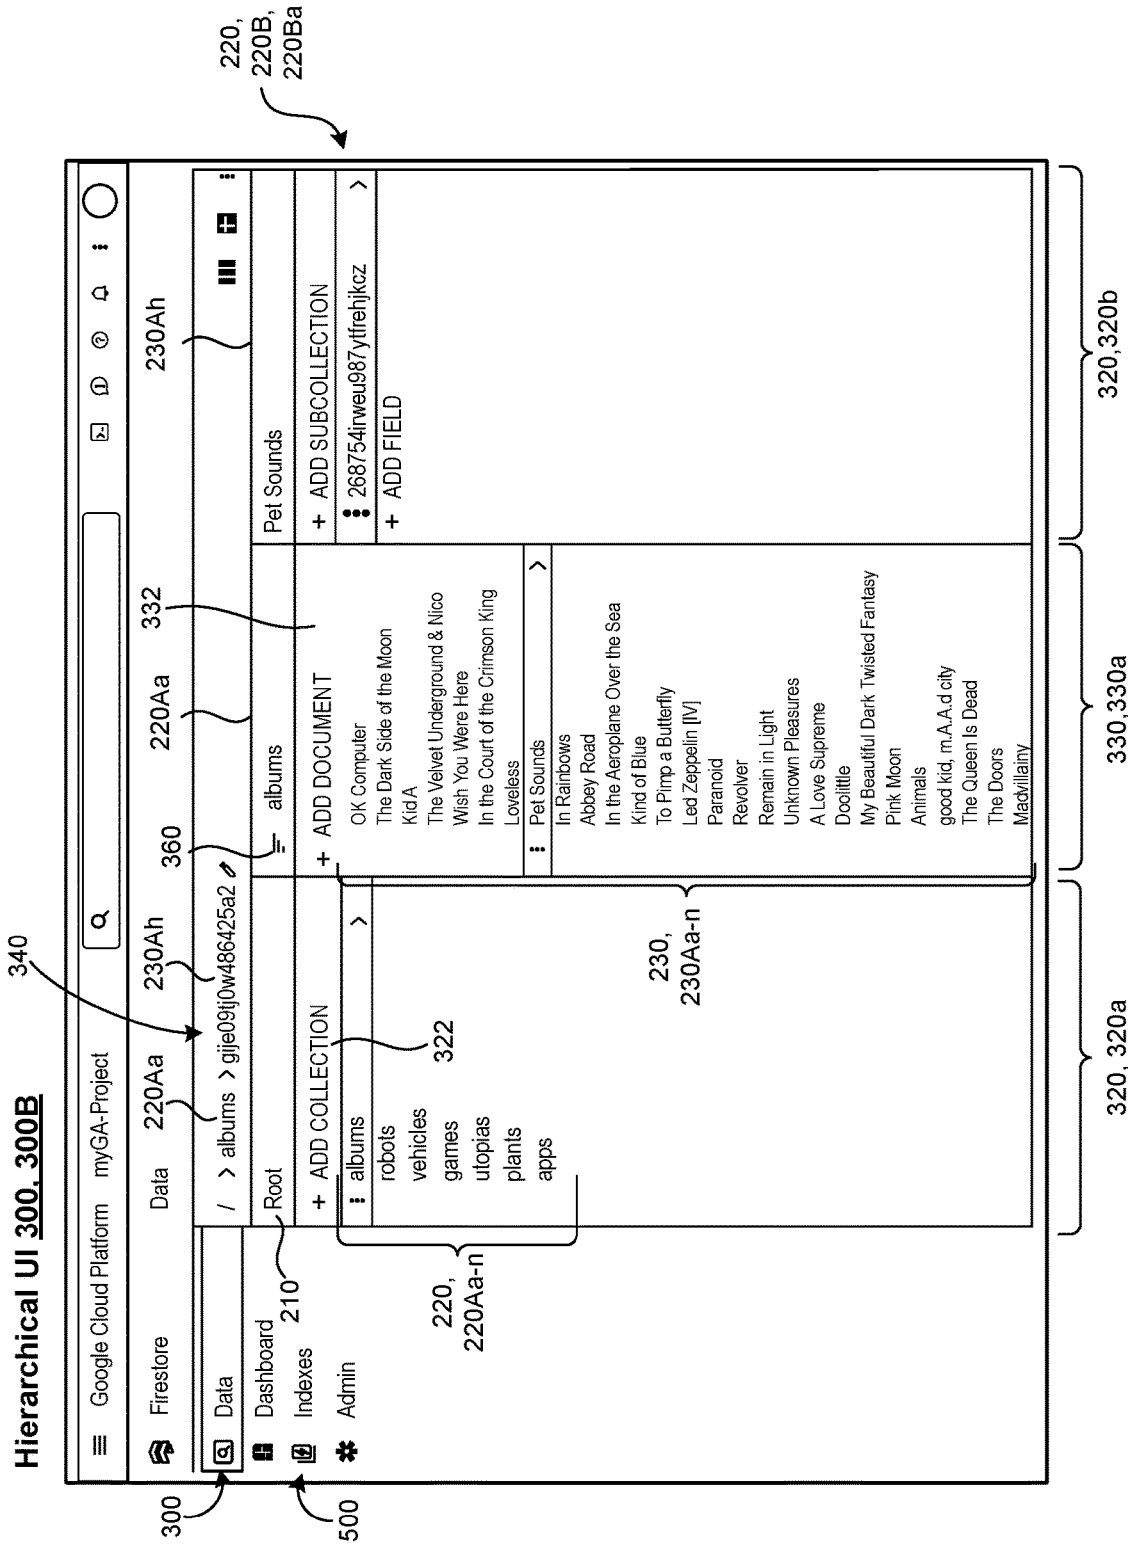 Hierarchical UI 300, 300B
340
Google Cloud Platform myGA-Project
Firestore
Data
220Aa
230Ah
360
220Aa
332
230Ah
220,
220B,
220Ba
300
Data
/ > albums > gije09tj0w486425a2
Dashboard
Indexes
Admin
500
210
Root
+ ADD COLLECTION
322
albums >
robots
vehicles
games
utopias
plants
apps
220,
220Aa-n
albums
+ ADD DOCUMENT
OK Computer
The Dark Side of the Moon
Kid A
The Velvet Underground & Nico
Wish You Were Here
In the Court of the Crimson King
Loveless
Pet Sounds >
In Rainbows
Abbey Road
In the Aeroplane Over the Sea
Kind of Blue
To Pimp a Butterfly
Led Zeppelin [IV]
Paranoid
Revolver
Remain in Light
Unknown Pleasures
A Love Supreme
Doolittle
My Beautiful Dark Twisted Fantasy
Pink Moon
Animals
good kid, m.A.A.d city
The Queen Is Dead
The Doors
Madvillainy
230,
230Aa-n
Pet Sounds
+ ADD SUBCOLLECTION
268754irweu987ytfrehjkcz >
+ ADD FIELD
320, 320a
330,330a
320,320b